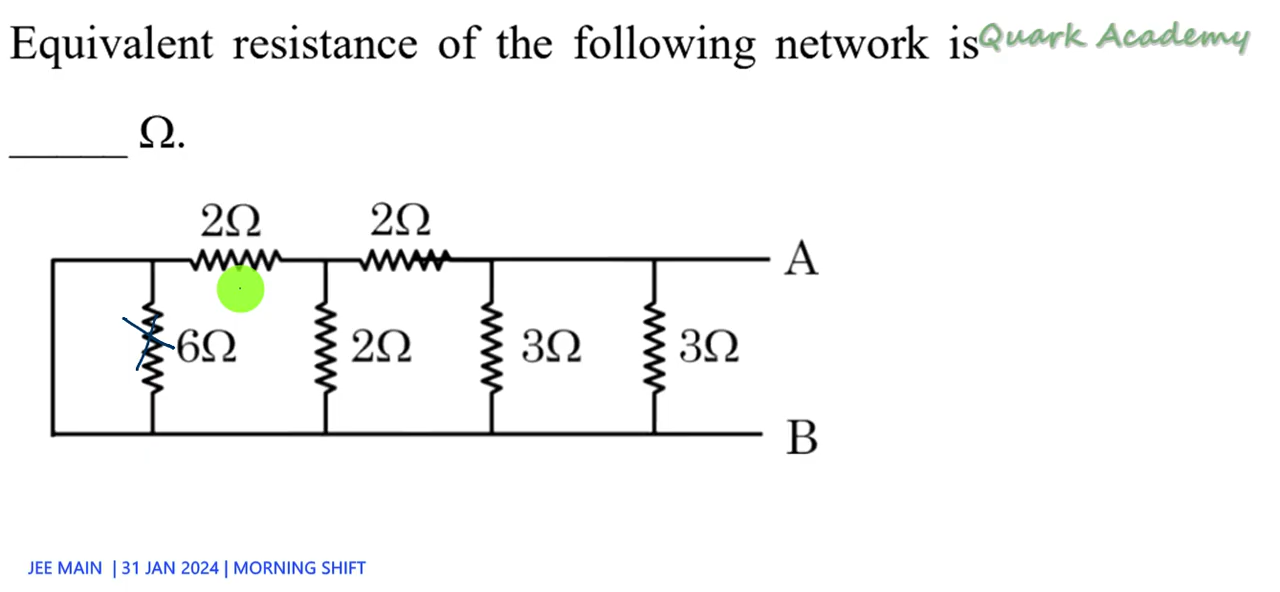 Equivalent resistance of the following network is
Quark Academy
_____ Ω.
2Ω 2Ω
A
6Ω 2Ω 3Ω 3Ω
B
JEE MAIN | 31 JAN 2024 | MORNING SHIFT